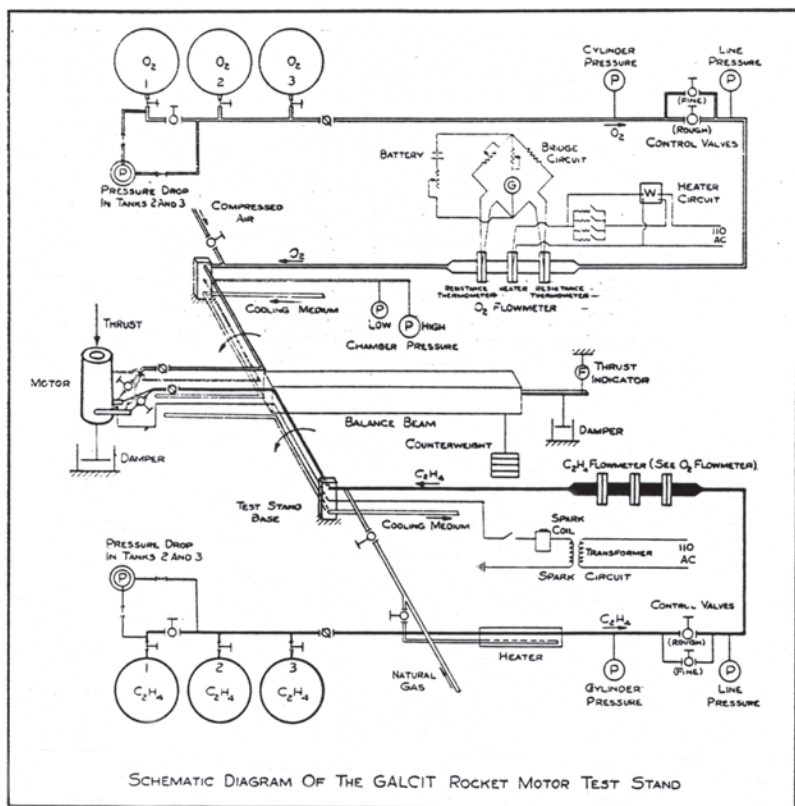 O₂
O₂
O₂
1
2
3
CYLINDER
PRESSURE
LINE
PRESSURE
P
P
(FINE)
(ROUGH)
CONTROL VALVES
O₂
P
PRESSURE DROP
IN TANKS 2 AND 3
BATTERY
BRIDGE
CIRCUIT
G
W
HEATER
CIRCUIT
110
AC
COMPRESSED
AIR
O₂
RESISTANCE
THERMOMETER
HEATER
RESISTANCE
THERMOMETER
O₂ FLOWMETER
COOLING MEDIUM
P
LOW
P
HIGH
CHAMBER PRESSURE
THRUST
MOTOR
DAMPER
F
THRUST
INDICATOR
BALANCE BEAM
DAMPER
COUNTERWEIGHT
C₂H₄
C₂H₄ FLOWMETER (SEE O₂ FLOWMETER)
TEST STAND
BASE
COOLING MEDIUM
SPARK
COIL
TRANSFORMER
110
AC
SPARK CIRCUIT
PRESSURE DROP
IN TANKS 2 AND 3
P
CONTROL VALVES
C₂H₄
(ROUGH)
(FINE)
HEATER
P
P
1
2
3
C₂H₄
C₂H₄
C₂H₄
NATURAL
GAS
CYLINDER
PRESSURE
LINE
PRESSURE
SCHEMATIC DIAGRAM OF THE GALCIT ROCKET MOTOR TEST STAND